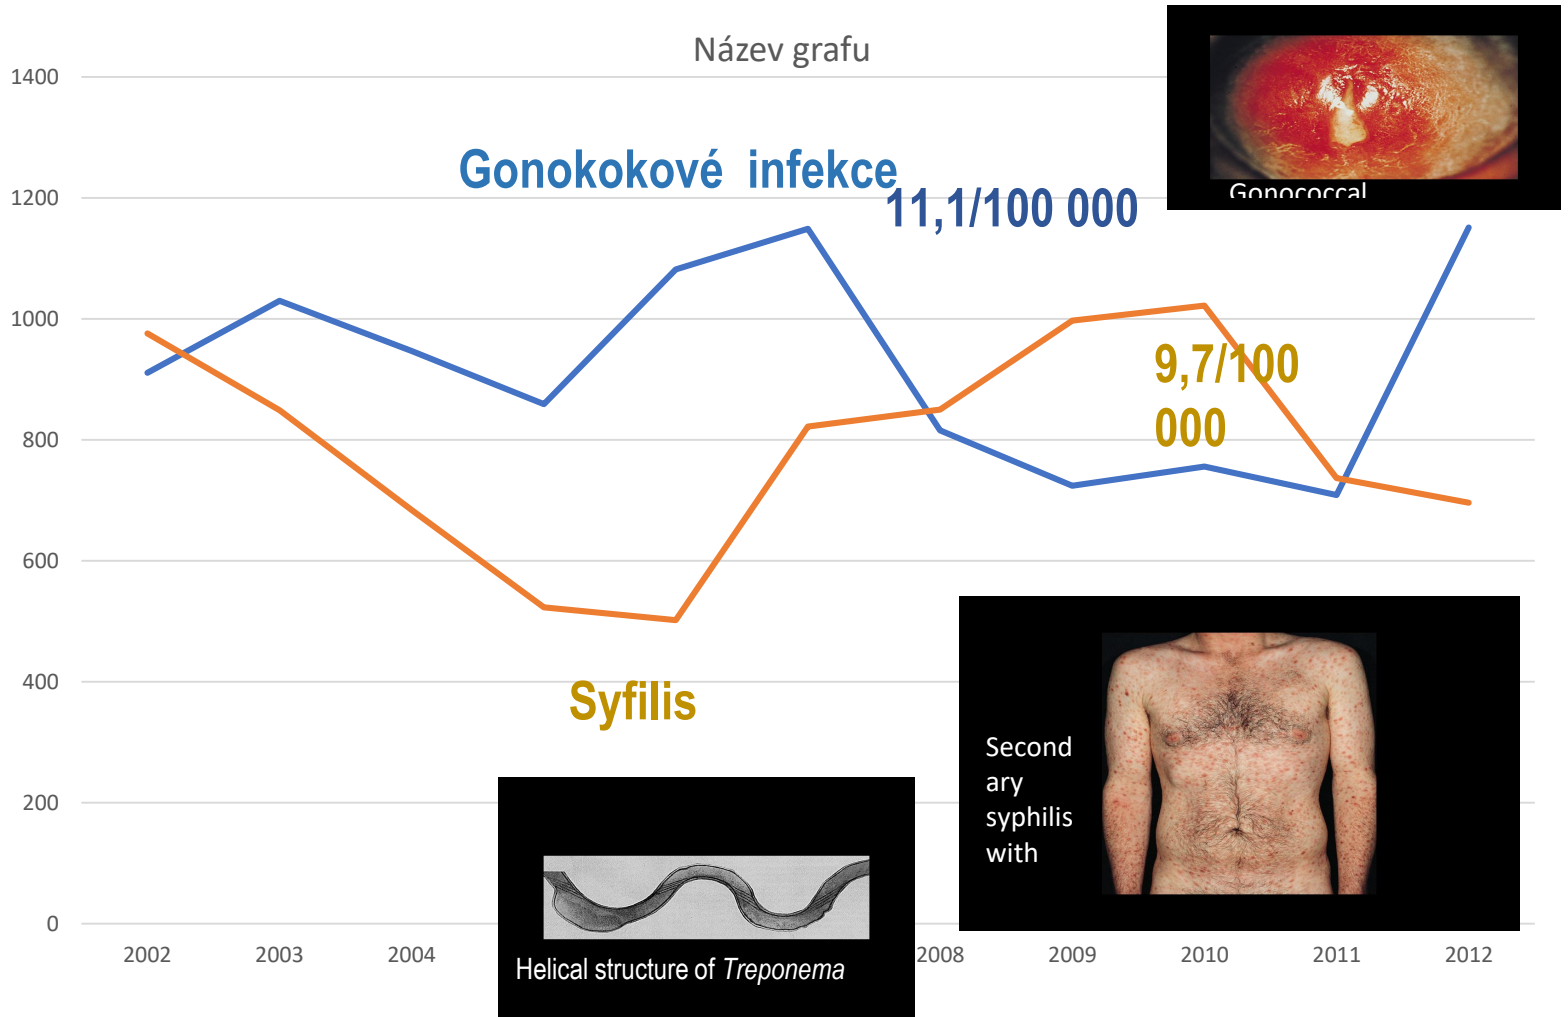 Název grafu
1400
1200
1000
800
600
400
200
0
Gonokokové infekce
11,1/100 000
Gonococcal
9,7/100
000
Syfilis
Second
ary
syphilis
with
Helical structure of Treponema
2002
2003
2004
2008
2009
2010
2011
2012